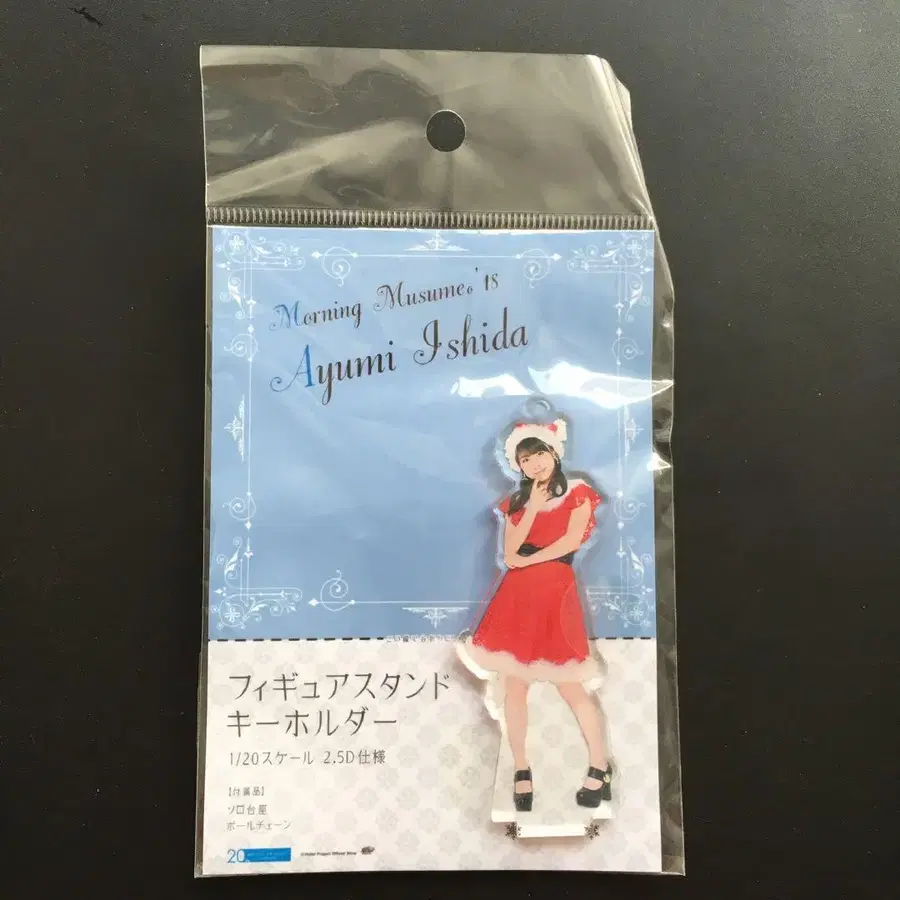 Morning Musume。'18
Ayumi Ishida
フィギュアスタンド
キーホルダー
1/20スケール 2.5D仕様
【付属品】
ソロ台座
ボールチェーン
20